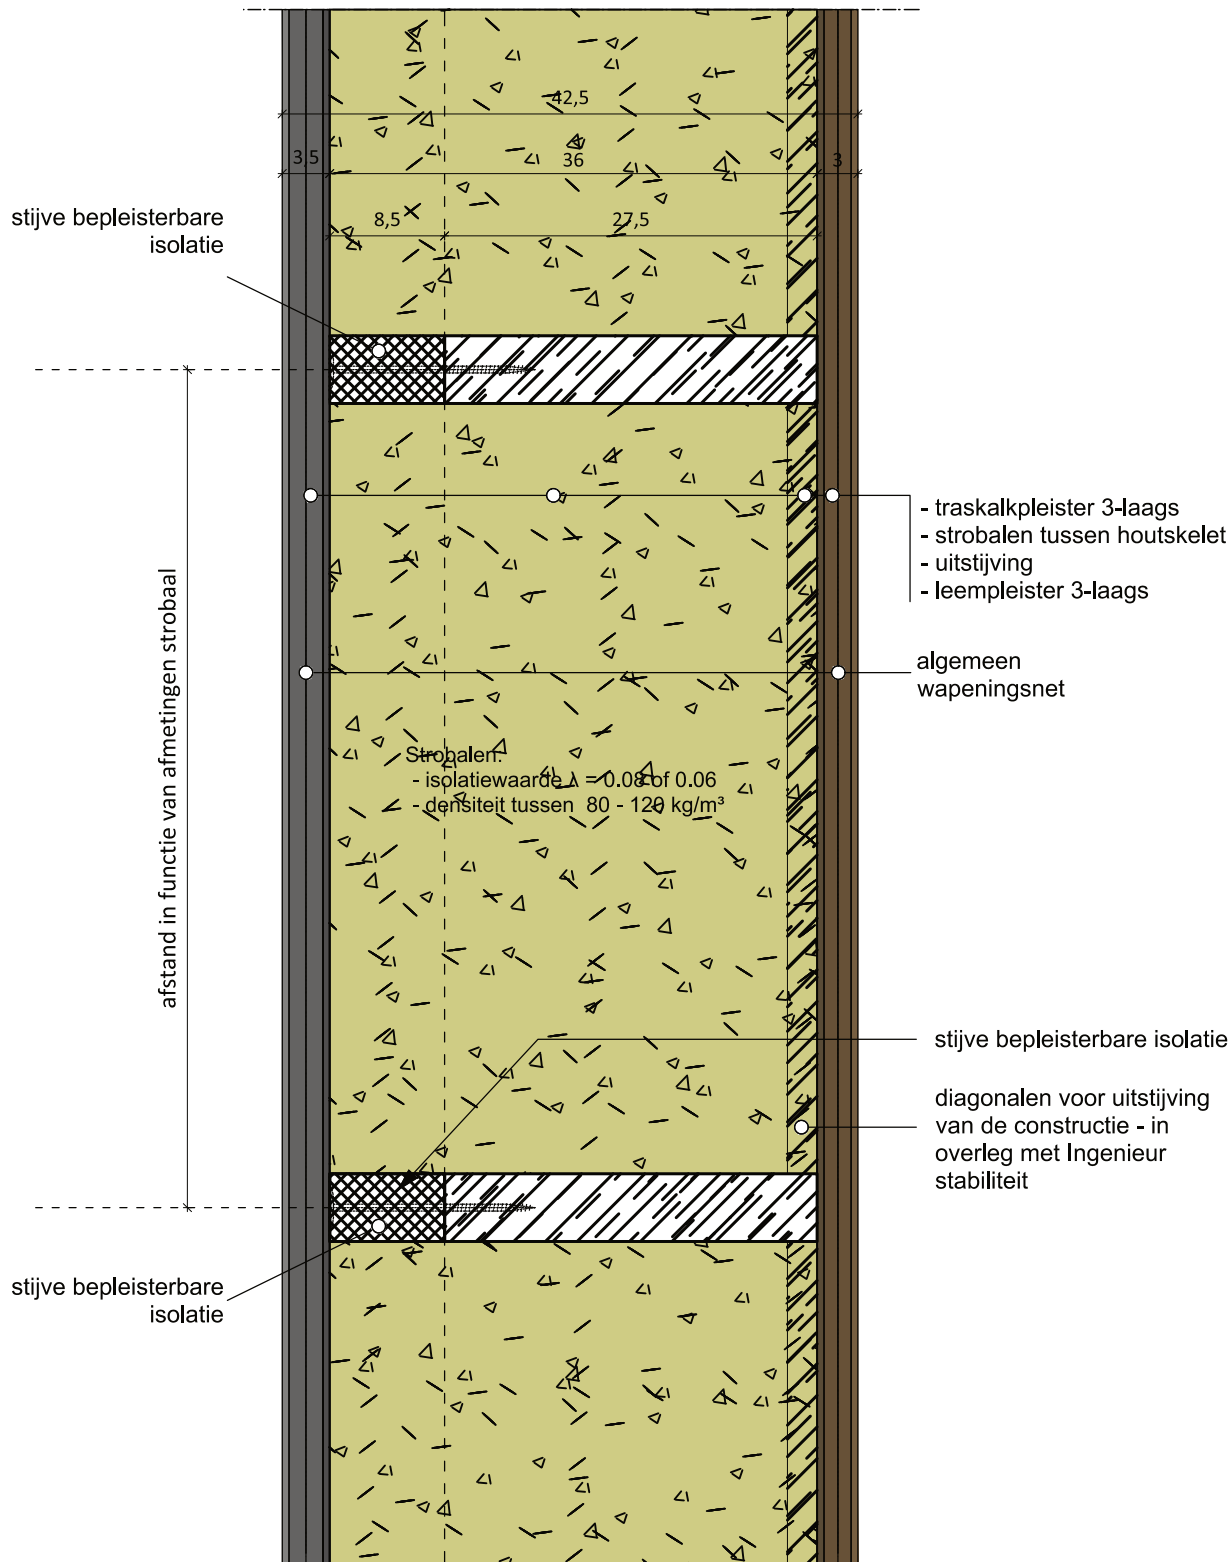 42,5
3,5
36
3
8,5
27,5
stijve bepleisterbare
isolatie
- traskalkpleister 3-laags
- strobalen tussen houtskelet
- uitstijving
- leempleister 3-laags
algemeen
wapeningsnet
afstand in functie van afmetingen strobaal
Strobalen:
- isolatiewaarde λ = 0.08 of 0.06
- densiteit tussen 80 - 120 kg/m³
stijve bepleisterbare isolatie
diagonalen voor uitstijving
van de constructie - in
overleg met Ingenieur
stabiliteit
stijve bepleisterbare
isolatie